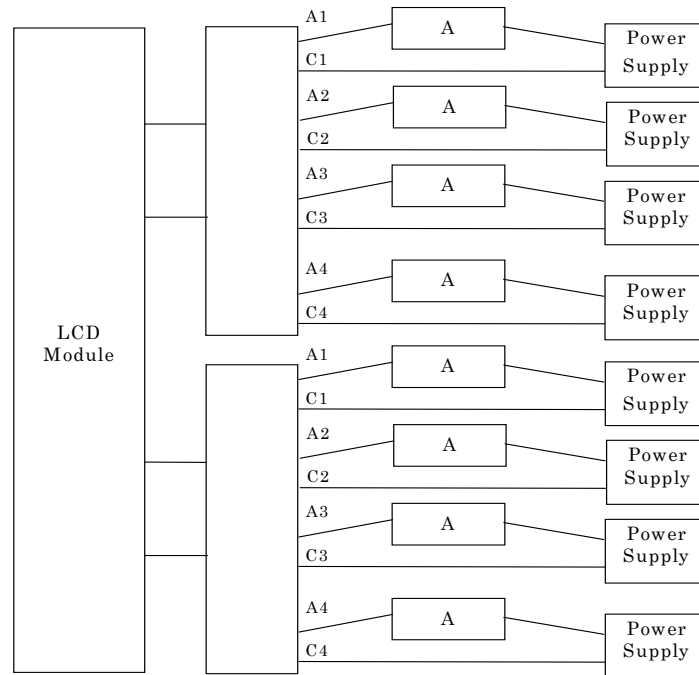 A1
A
Power
Supply
C1
A2
A
Power
Supply
C2
A3
A
Power
Supply
C3
A4
A
Power
Supply
C4
LCD
Module
A1
A
Power
Supply
C1
A2
A
Power
Supply
C2
A3
A
Power
Supply
C3
A4
A
Power
Supply
C4